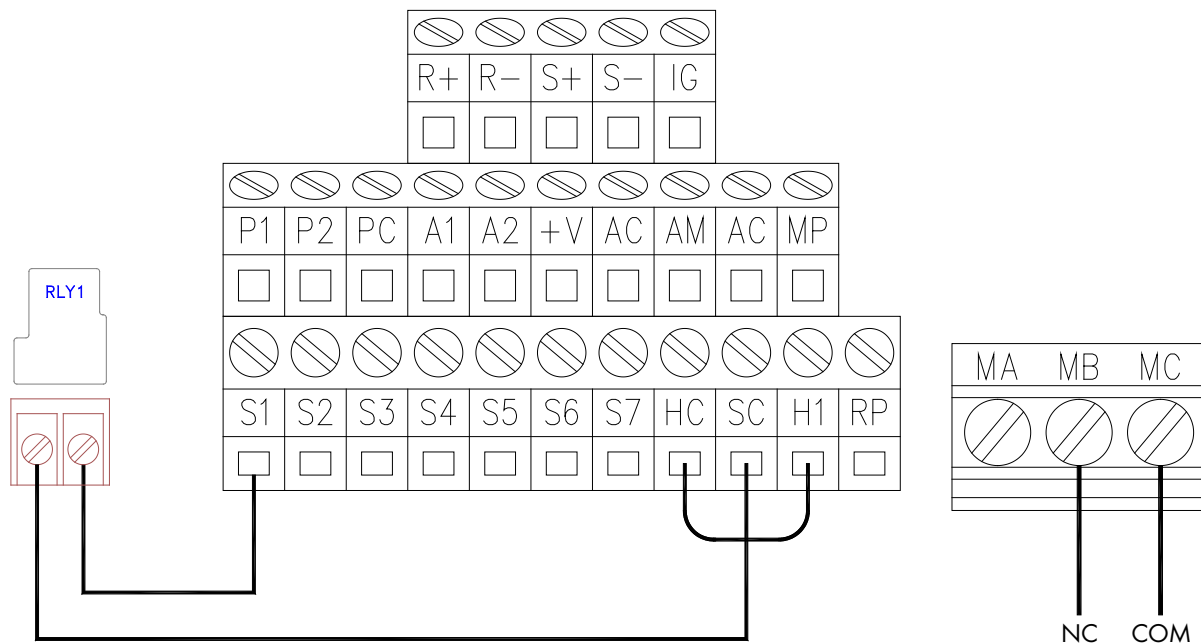 R+ R- S+ S- IG
P1 P2 PC A1 A2 +V AC AM AC MP
RLY1
S1 S2 S3 S4 S5 S6 S7 HC SC H1 RP
MA MB MC
NC COM